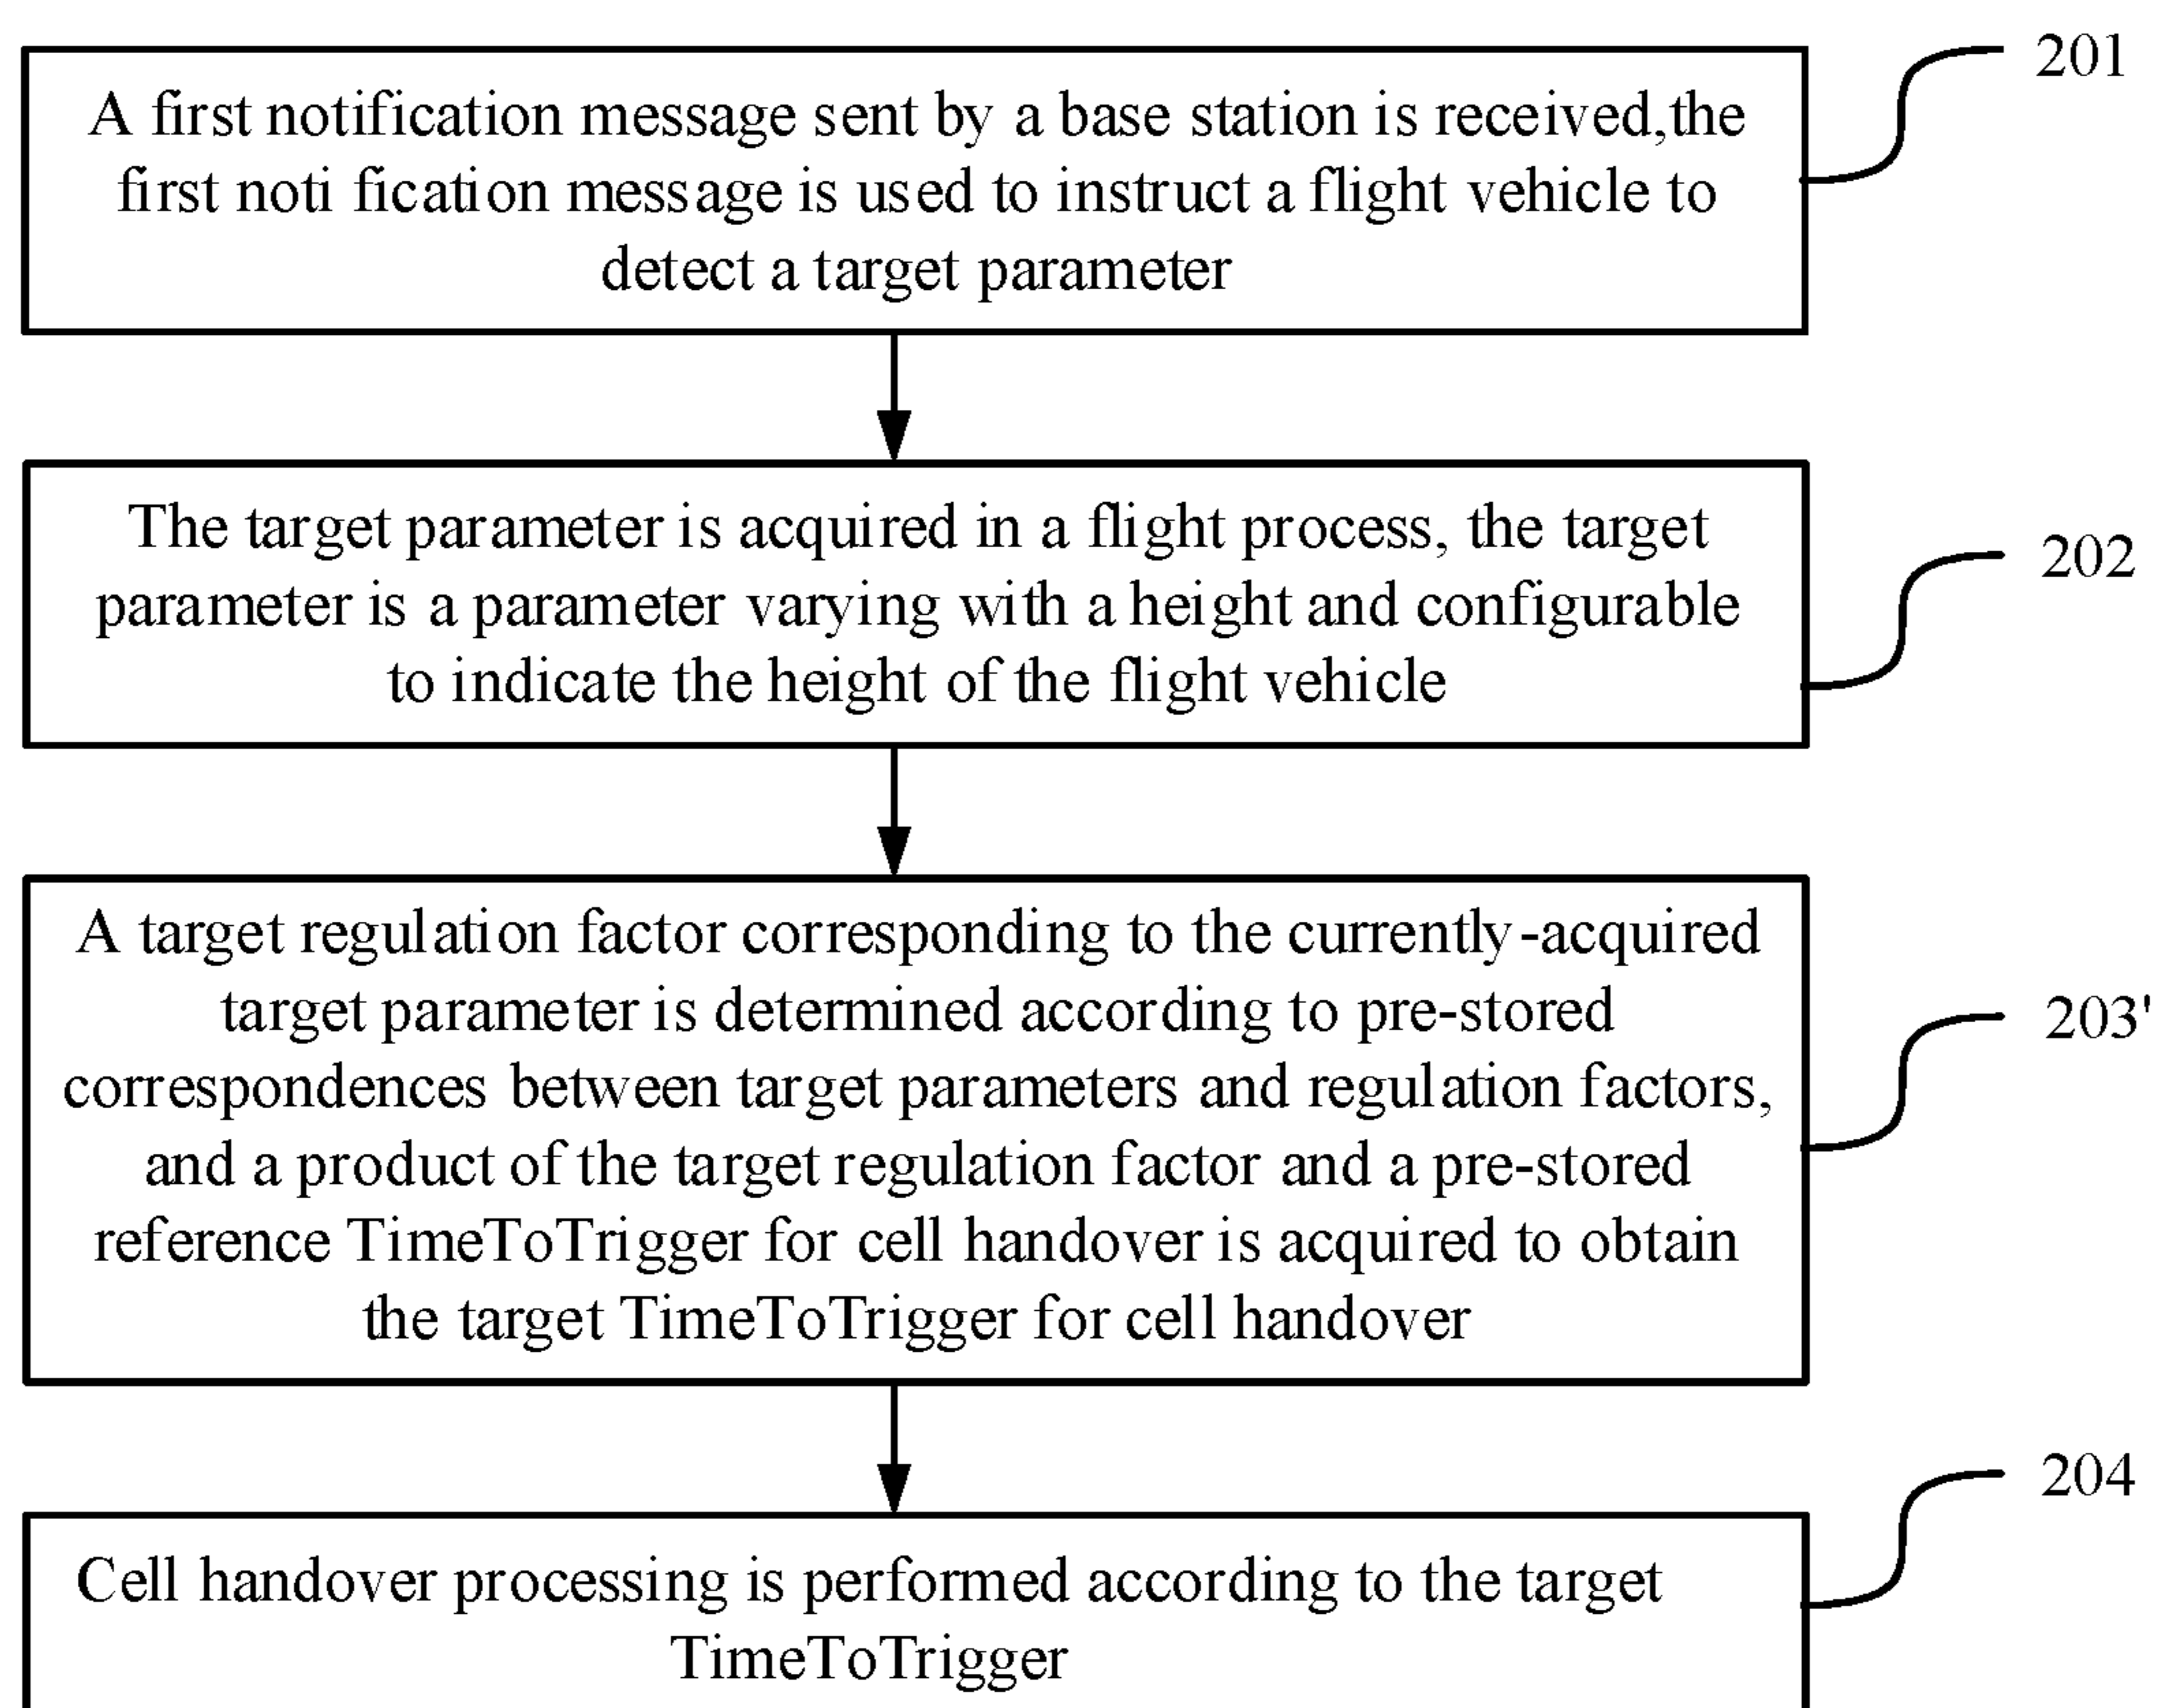 201
A first notification message sent by a base station is received,the
first noti fication message is used to instruct a flight vehicle to
detect a target parameter
202
The target parameter is acquired in a flight process, the target
parameter is a parameter varying with a height and configurable
to indicate the height of the flight vehicle
203'
A target regulation factor corresponding to the currently-acquired
target parameter is determined according to pre-stored
correspondences between target parameters and regulation factors,
and a product of the target regulation factor and a pre-stored
reference TimeToTrigger for cell handover is acquired to obtain
the target TimeToTrigger for cell handover
204
Cell handover processing is performed according to the target
TimeToTrigger